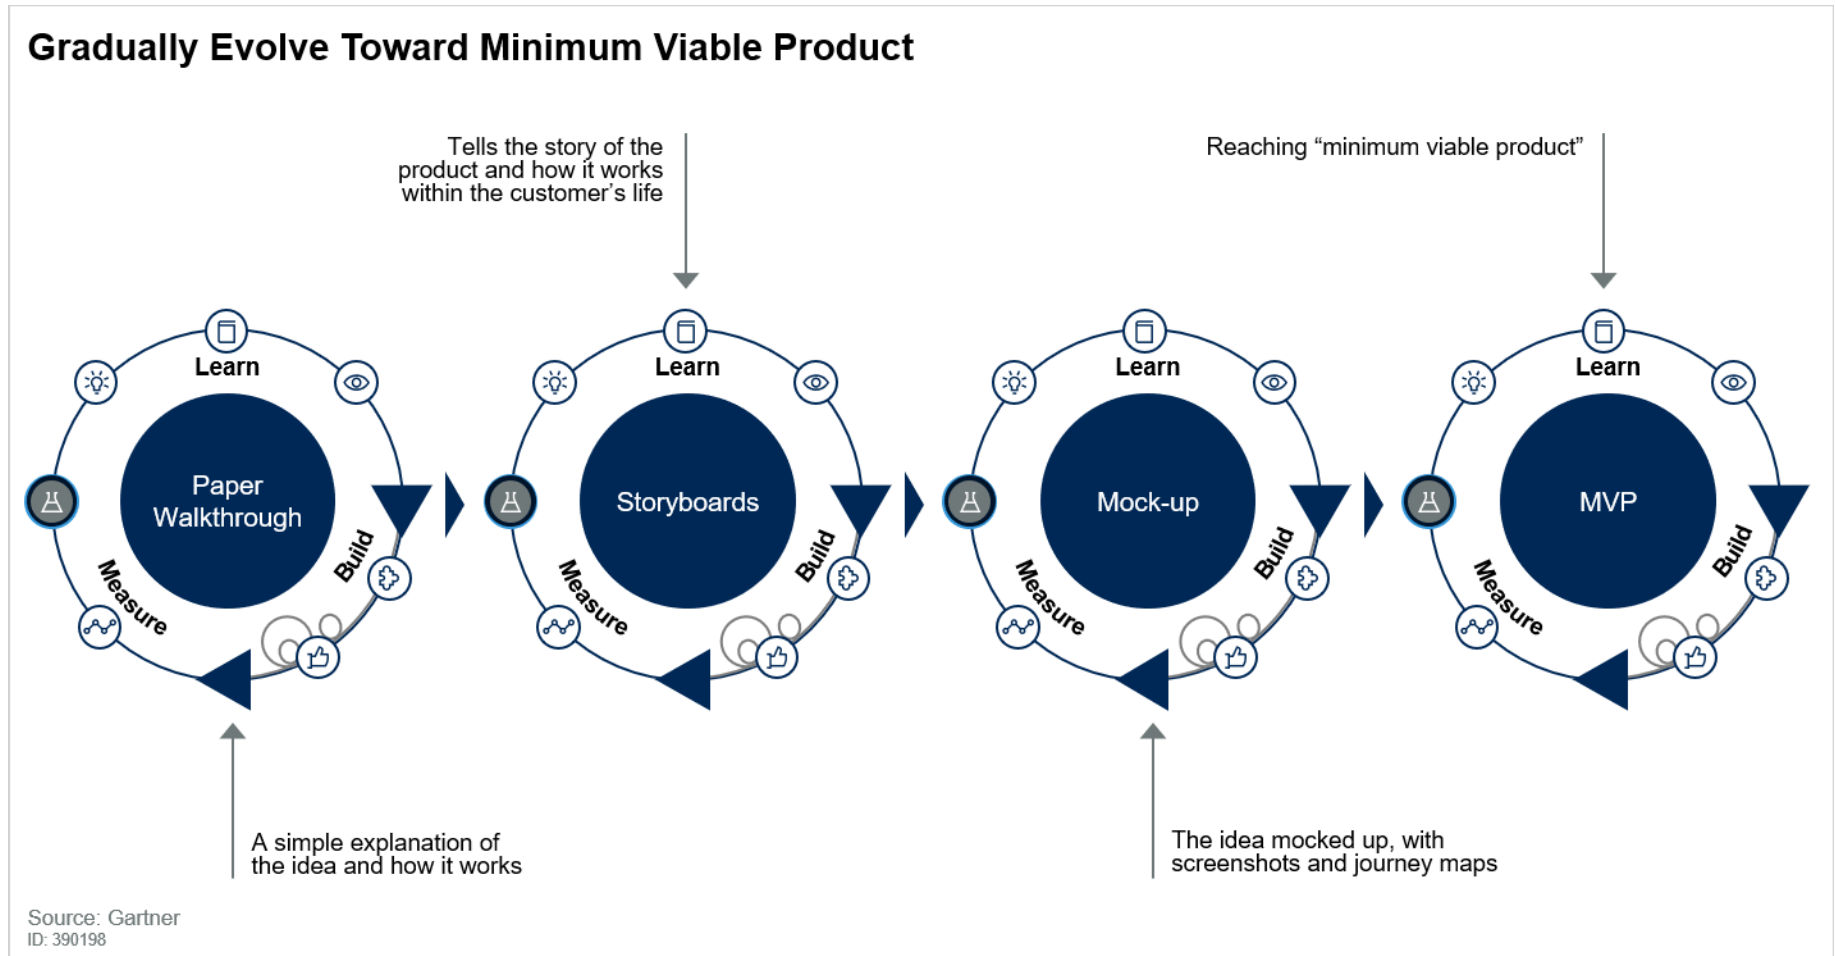 Gradually Evolve Toward Minimum Viable Product
Tells the story of the
product and how it works
within the customer’s life
Reaching “minimum viable product”
Learn
Paper
Walkthrough
Build
Measure
Learn
Storyboards
Build
Measure
Learn
Mock-up
Build
Measure
Learn
MVP
Build
Measure
A simple explanation of
the idea and how it works
The idea mocked up, with
screenshots and journey maps
Source: Gartner
ID: 390198